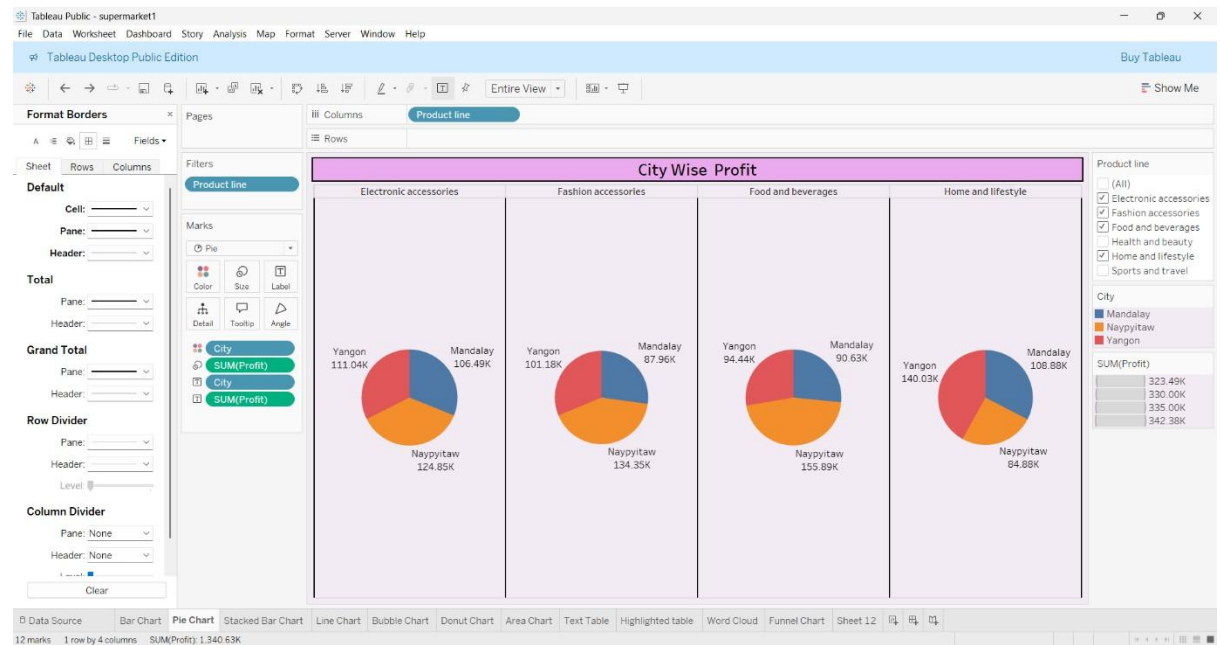 Tableau Public - supermarket1
File Data Worksheet Dashboard Story Analysis Map Format Server Window Help
Tableau Desktop Public Edition
Buy Tableau
Entire View
Show Me
Format Borders
Fields
Sheet Rows Columns
Default
Cell:
Pane:
Header:
Total
Pane:
Header:
Grand Total
Pane:
Header:
Row Divider
Pane:
Header:
Level:
Column Divider
Pane: None
Header: None
Clear
Pages
Filters
Product line
Marks
Pie
Color Size Label
Detail Tooltip Angle
City
SUM(Profit)
City
SUM(Profit)
iii Columns Product line
Rows
City Wise Profit
Electronic accessories Fashion accessories Food and beverages Home and lifestyle
Yangon
111.04K
Mandalay
106.49K
Naypyitaw
124.85K
Yangon
101.18K
Mandalay
87.96K
Naypyitaw
134.35K
Yangon
94.44K
Mandalay
90.63K
Naypyitaw
155.89K
Yangon
140.03K
Mandalay
108.88K
Naypyitaw
84.88K
Product line
(All)
Electronic accessories
Fashion accessories
Food and beverages
Health and beauty
Home and lifestyle
Sports and travel
City
Mandalay
Naypyitaw
Yangon
SUM(Profit)
323.49K
330.00K
335.00K
342.38K
Data Source Bar Chart Pie Chart Stacked Bar Chart Line Chart Bubble Chart Donut Chart Area Chart Text Table Highlighted table Word Cloud Funnel Chart Sheet 12
12 marks 1 row by 4 columns SUM(Profit): 1.340.63K